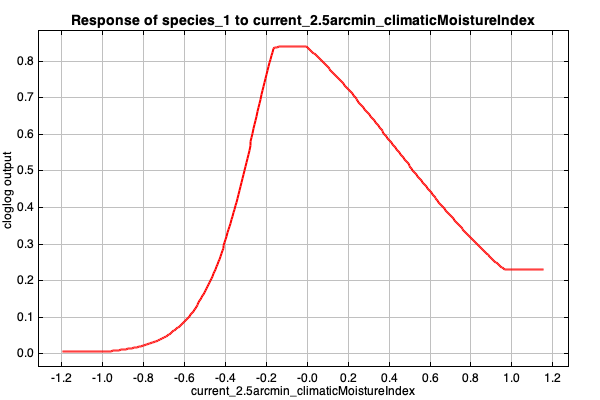 Response of species_1 to current_2.5arcmin_climaticMoistureIndex
cloglog output
0.8
0.7
0.6
0.5
0.4
0.3
0.2
0.1
0.0
-1.2 -1.0 -0.8 -0.6 -0.4 -0.2 -0.0 0.2 0.4 0.6 0.8 1.0 1.2
current_2.5arcmin_climaticMoistureIndex